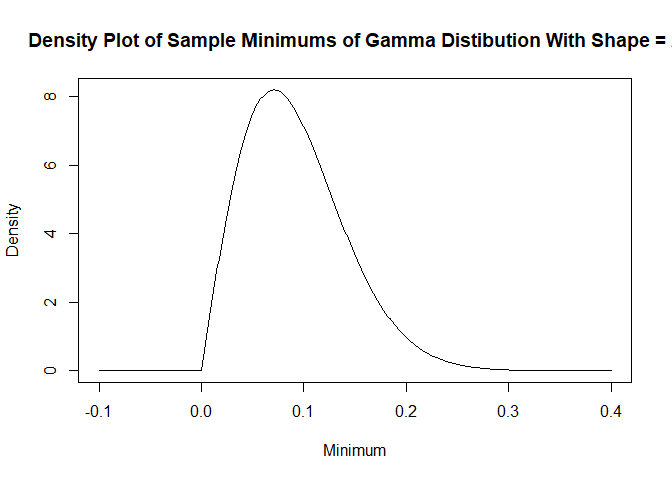 Density Plot of Sample Minimums of Gamma Distibution With Shape =
8
6
4
2
0
Density
-0.1 0.0 0.1 0.2 0.3 0.4
Minimum